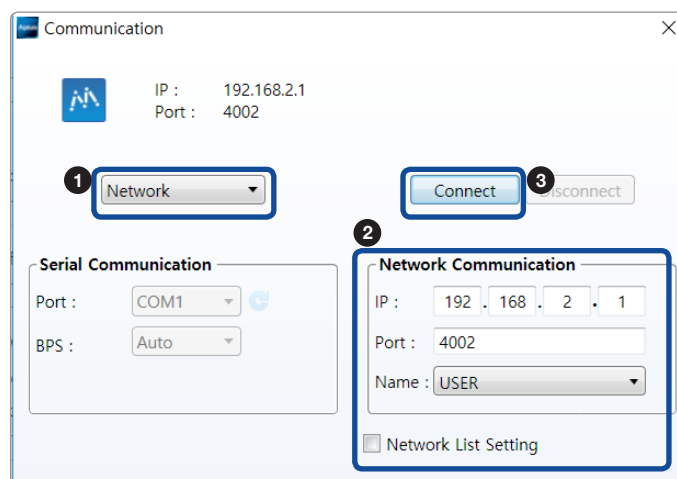 Communication
IP : 192.168.2.1
Port : 4002
1 Network
Connect 3 Disconnect
2
Serial Communication
Port : COM1
BPS : Auto
Network Communication
IP : 192 . 168 . 2 . 1
Port : 4002
Name : USER
Network List Setting